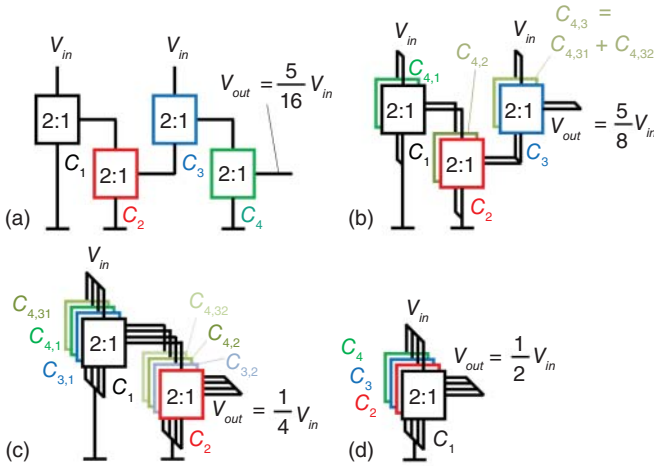 V_in V_in
V_out = 5/16 V_in
2:1 2:1
C_1 C_3
2:1 2:1
C_2 C_4
(a)
C_4,3 =
C_4,31 + C_4,32
V_in V_in
C_4,1 C_4,2
2:1 2:1
V_out = 5/8 V_in
C_1 C_3
2:1
C_2
(b)
V_in
C_4,31 C_4,32
C_4,1 C_4,2
C_3,1 C_3,2
2:1
C_1
2:1
V_out = 1/4 V_in
C_2
(c)
V_in
C_4
C_3
C_2
V_out = 1/2 V_in
2:1
C_1
(d)